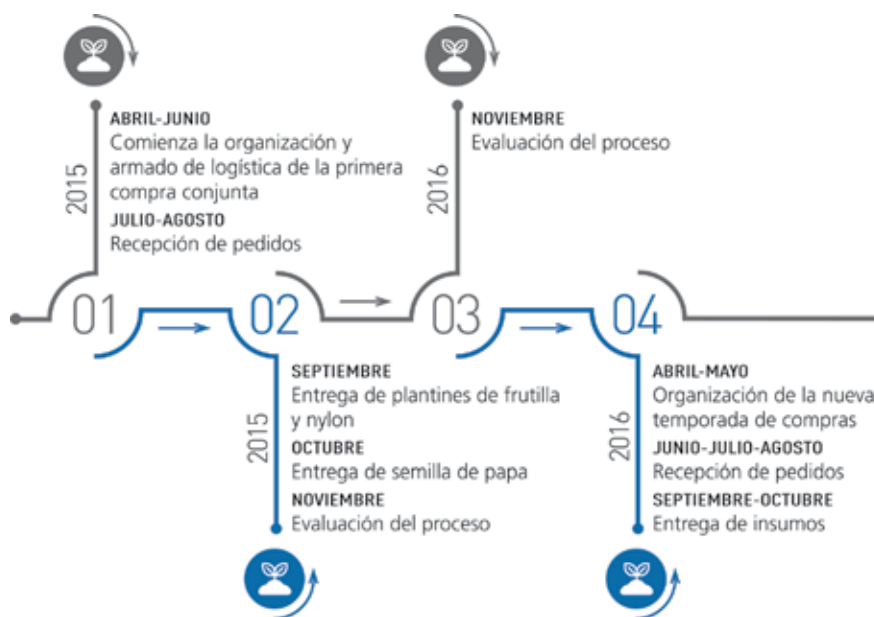 2015
ABRIL-JUNIO
Comienza la organización y
armado de logística de la primera
compra conjunta
JULIO-AGOSTO
Recepción de pedidos
01
02
2015
SEPTIEMBRE
Entrega de plantines de frutilla
y nylon
OCTUBRE
Entrega de semilla de papa
NOVIEMBRE
Evaluación del proceso
2016
NOVIEMBRE
Evaluación del proceso
03
04
2016
ABRIL-MAYO
Organización de la nueva
temporada de compras
JUNIO-JULIO-AGOSTO
Recepción de pedidos
SEPTIEMBRE-OCTUBRE
Entrega de insumos